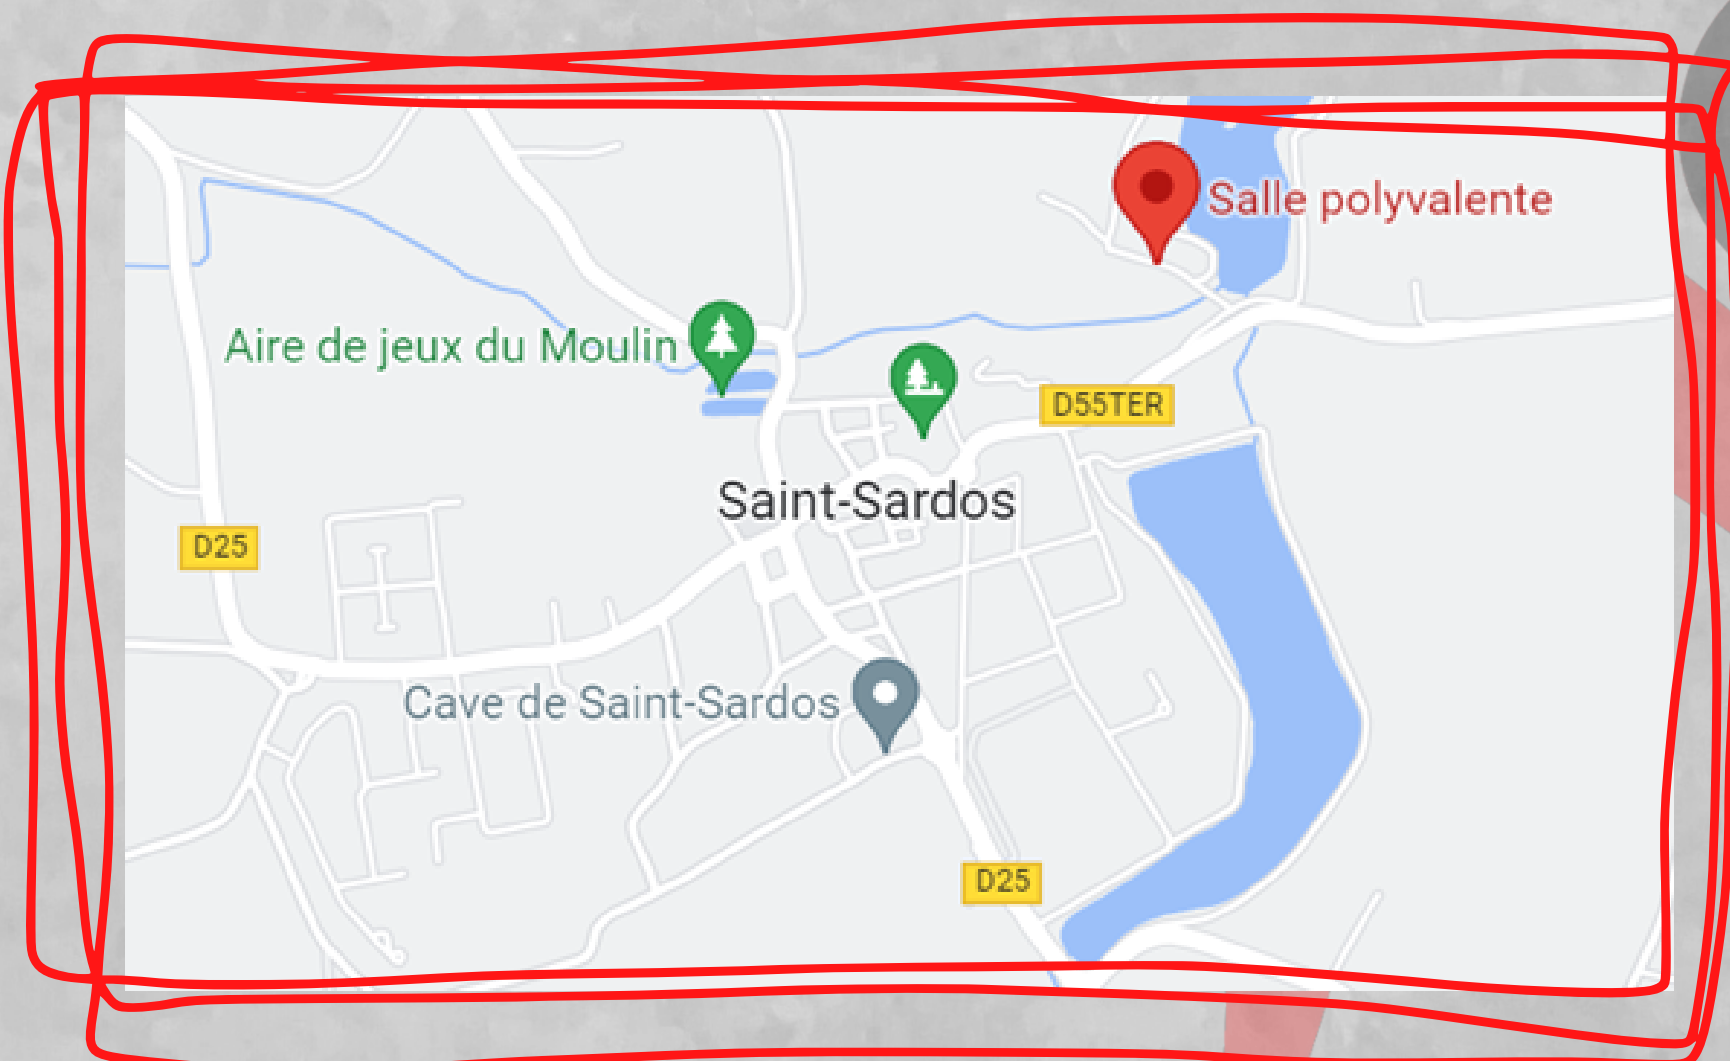 Salle polyvalente
Aire de jeux du Moulin
D55TER
Saint-Sardos
D25
Cave de Saint-Sardos
D25